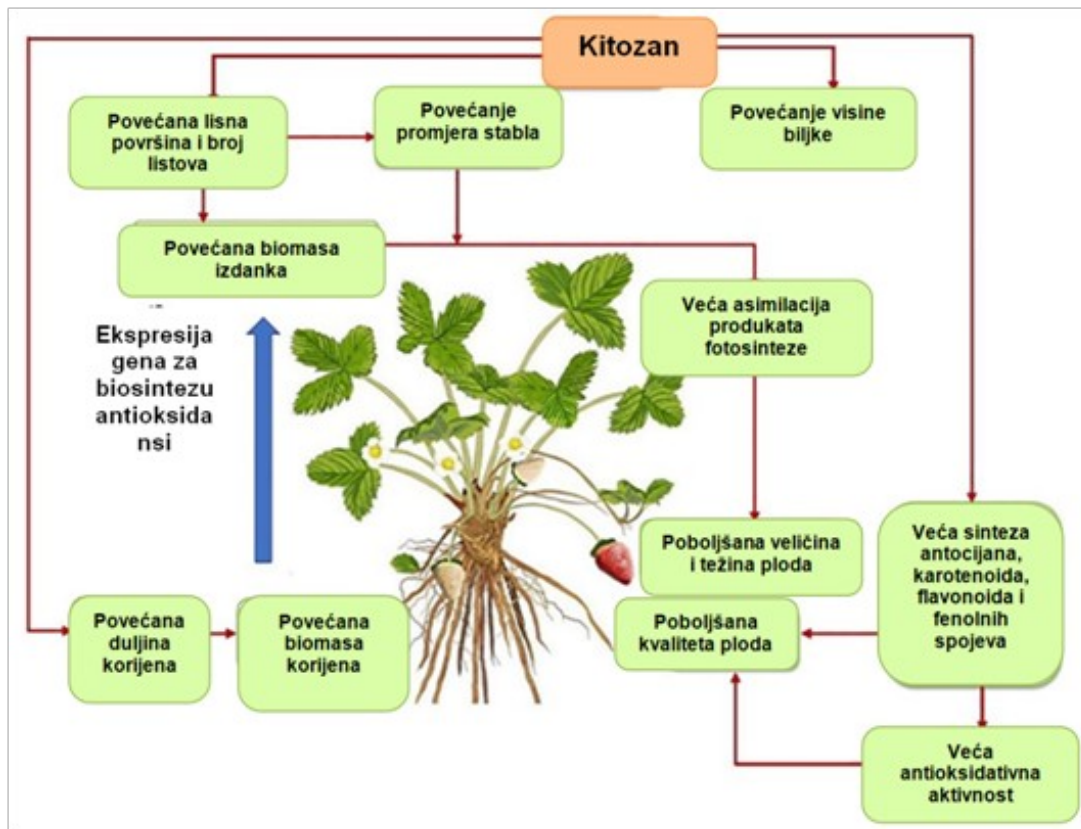 Kitozan
Povećana lisna
površina i broj
listova
Povećanje
promjera stabla
Povećanje visine
biljke
Povećana biomasa
izdanka
Ekspresija
gena za
biosintezu
antioksida
nsi
Veća asimilacija
produkata
fotosinteze
Poboljšana veličina
i težina ploda
Veća sinteza
antocijana,
karotenoida,
flavonoida i
fenolnih
spojeva
Povećana
duljina
korijena
Povećana
biomasa
korijena
Poboljšana
kvaliteta ploda
Veća
antioksidativna
aktivnost